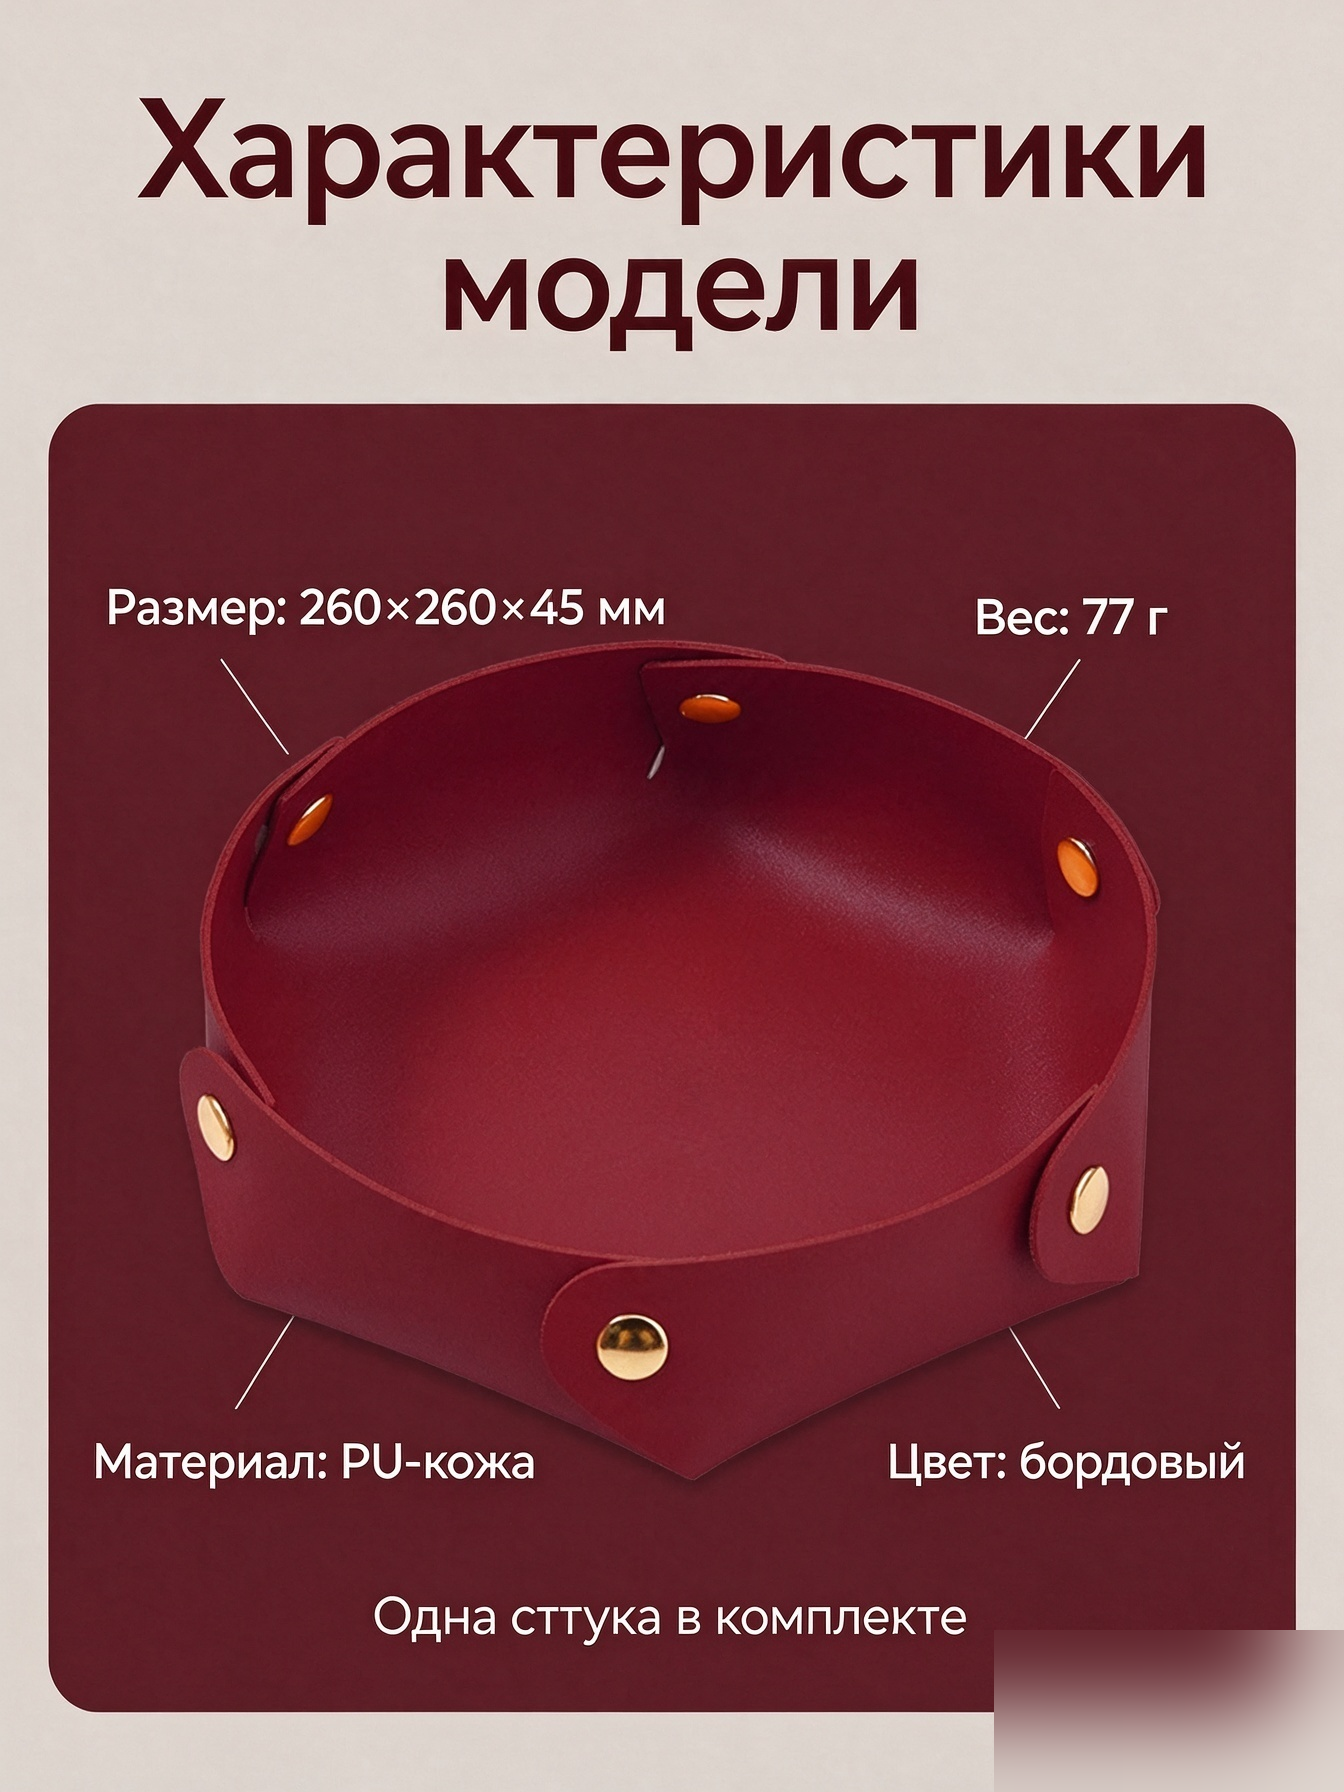 Характеристики
модели
Размер: 260×260×45 мм
Вес: 77 г
Материал: PU-кожа
Цвет: бордовый
Одна сттука в комплекте